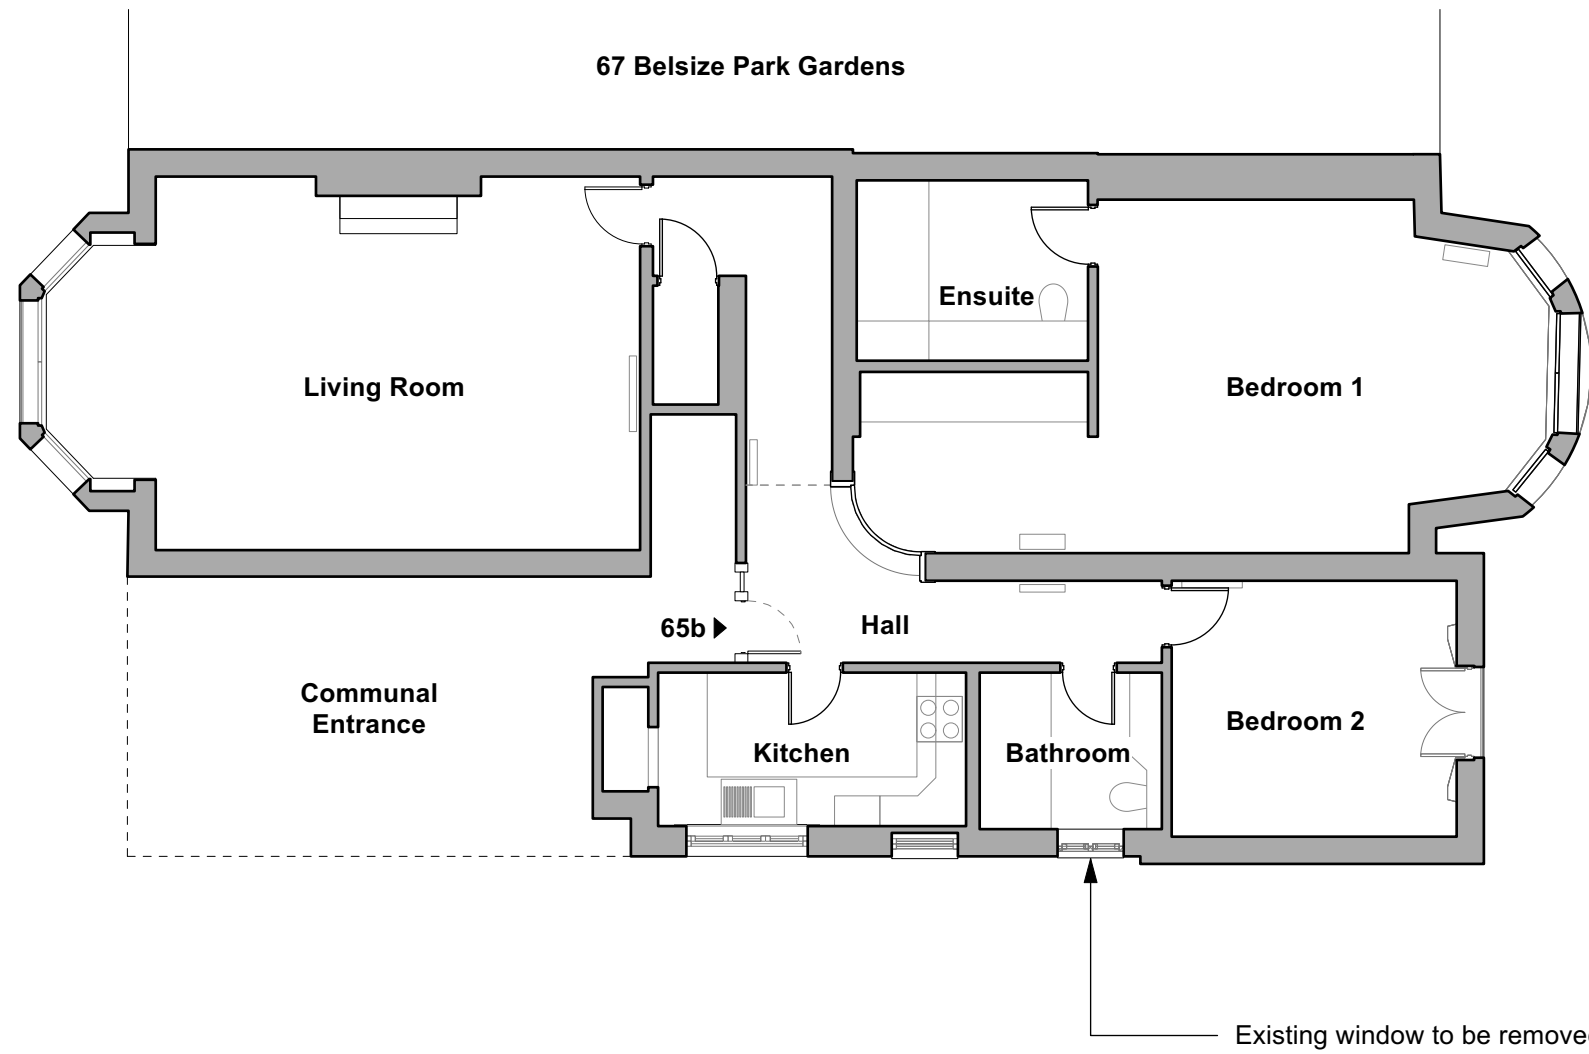 67 Belsize Park Gardens
Ensuite
Living Room
Bedroom 1
65b
Hall
Communal
Entrance
Kitchen
Bathroom
Bedroom 2
Existing window to be remove